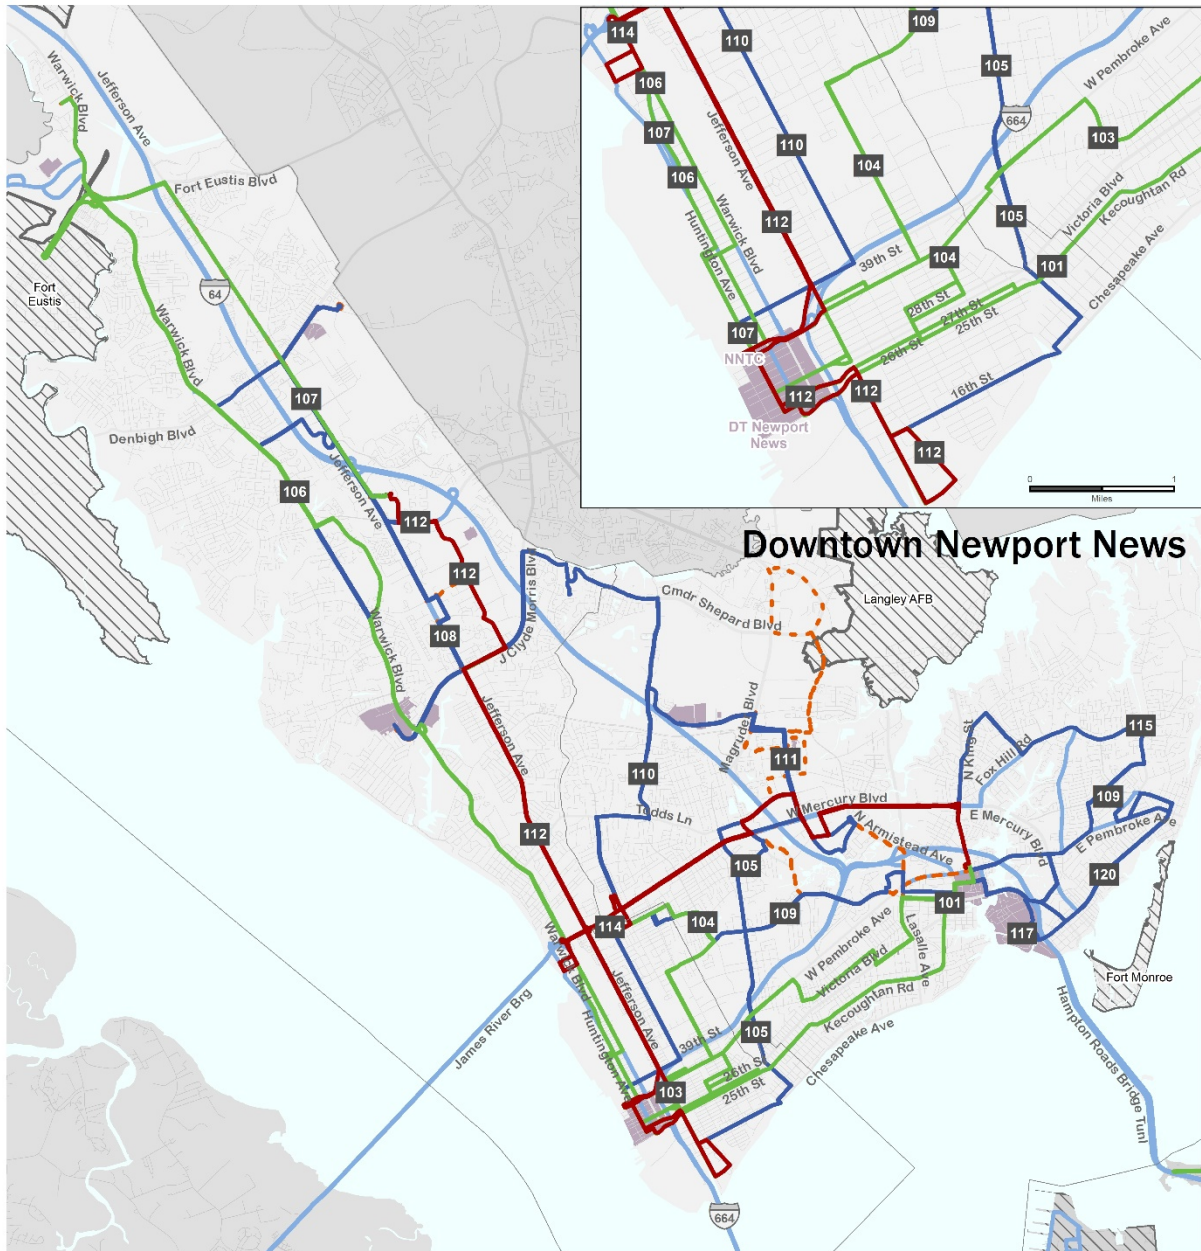 114
110
109
105
W Pembroke Ave
106
664
103
107
Jefferson Ave
110
104
106
Victoria Blvd
Kecoughtan Rd
Warwick Blvd
112
105
Huntington Ave
39th St
104
101
Chesapeake Ave
28th St
27th St
25th St
107
26th St
NNTC
112
112
16th St
DT Newport
News
112
0
1
Miles
Downtown Newport News
Warwick Blvd
Jefferson Ave
Fort Eustis Blvd
Fort
Eustis
64
Warwick Blvd
107
Denbigh Blvd
Jefferson Ave
106
112
112
J Clyde Morris Blvd
Cmdr Shepard Blvd
Langley AFB
108
Warwick Blvd
Jefferson Ave
Magruder Blvd
N King St
Fox Hill Rd
115
111
110
109
W Mercury Blvd
Todds Ln
112
N Armistead Ave
E Mercury Blvd
E Pembroke Ave
105
120
101
114
104
109
117
Warwick Blvd
W Pembroke Ave
Lasalle Ave
Victoria Blvd
Fort Monroe
Jefferson Ave
Kecoughtan Rd
James River Brg
Huntington Ave
39th St
105
Chesapeake Ave
Hampton Roads Bridge Tunl
26th St
103
25th St
664